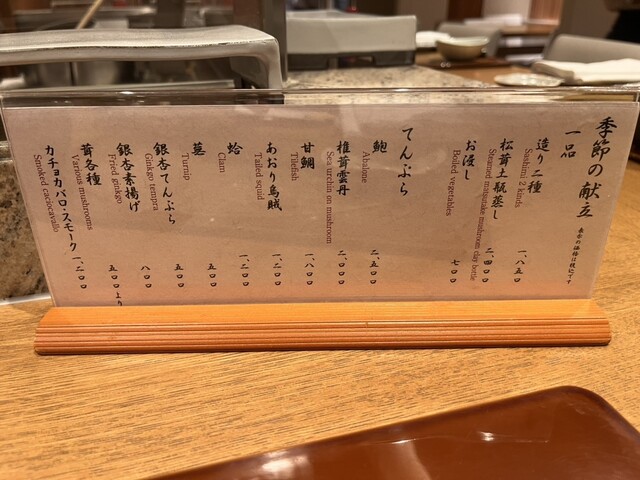 季節の献立
表示の価格は税込です
一品
造り二種 一、八五〇
Sashimi 2 kinds
松茸土瓶蒸し 二、四〇〇
Steamed matsutake mushroom clay bottle
お浸し 七〇〇
Boiled vegetables
てんぷら
鮑 二、五〇〇
Abalone
椎茸雲丹 二、〇〇〇
Sea urchin on mushroom
甘鯛 一、八〇〇
Tilefish
あおり烏賊 一、二〇〇
Tailed squid
蛤 一、二〇〇
Clam
蕪 五〇〇
Turnip
銀杏てんぷら 五〇〇
Ginkgo tempra
銀杏素揚げ 八〇〇
Fried ginkgo
茸各種 五〇〇より
Various mushrooms
カチョカバロ・スモーク 一、二〇〇
Smoked caciocavallo